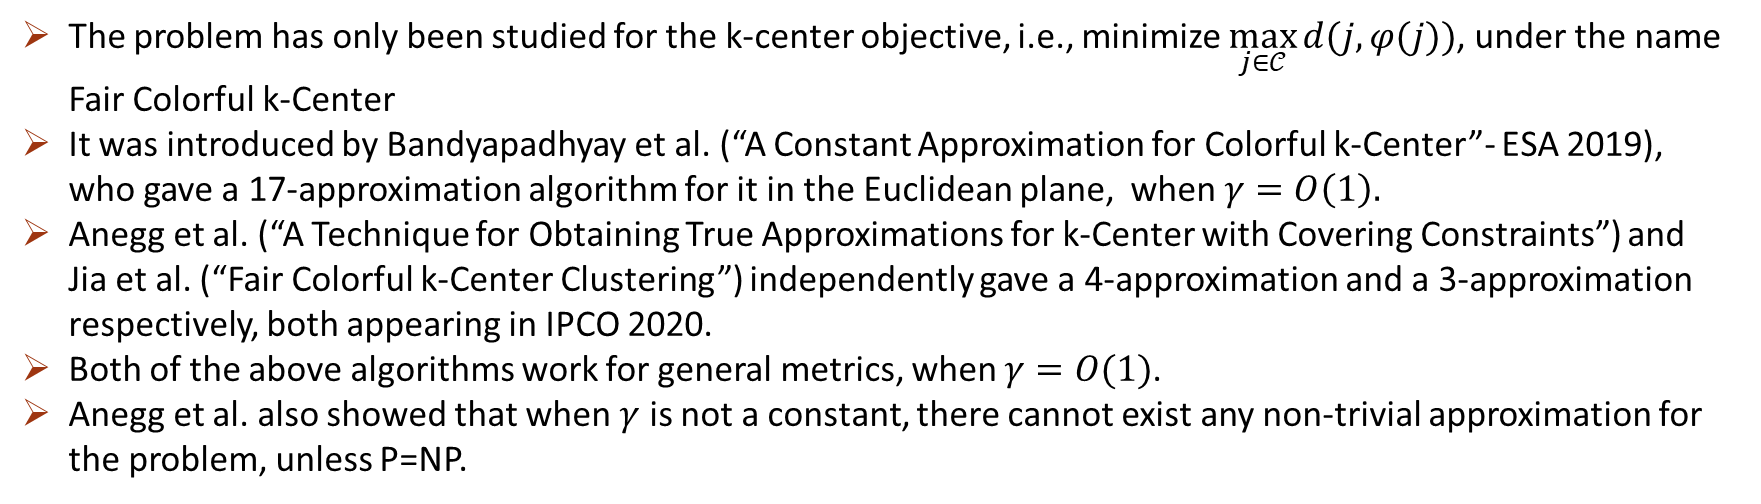 ➢ The problem has only been studied for the k-center objective, i.e., minimize max_{j∈𝒞} d(j, φ(j)), under the name
Fair Colorful k-Center
➢ It was introduced by Bandyapadhyay et al. (“A Constant Approximation for Colorful k-Center”- ESA 2019),
who gave a 17-approximation algorithm for it in the Euclidean plane, when γ = O(1).
➢ Anegg et al. (“A Technique for Obtaining True Approximations for k-Center with Covering Constraints”) and
Jia et al. (“Fair Colorful k-Center Clustering”) independently gave a 4-approximation and a 3-approximation
respectively, both appearing in IPCO 2020.
➢ Both of the above algorithms work for general metrics, when γ = O(1).
➢ Anegg et al. also showed that when γ is not a constant, there cannot exist any non-trivial approximation for
the problem, unless P=NP.